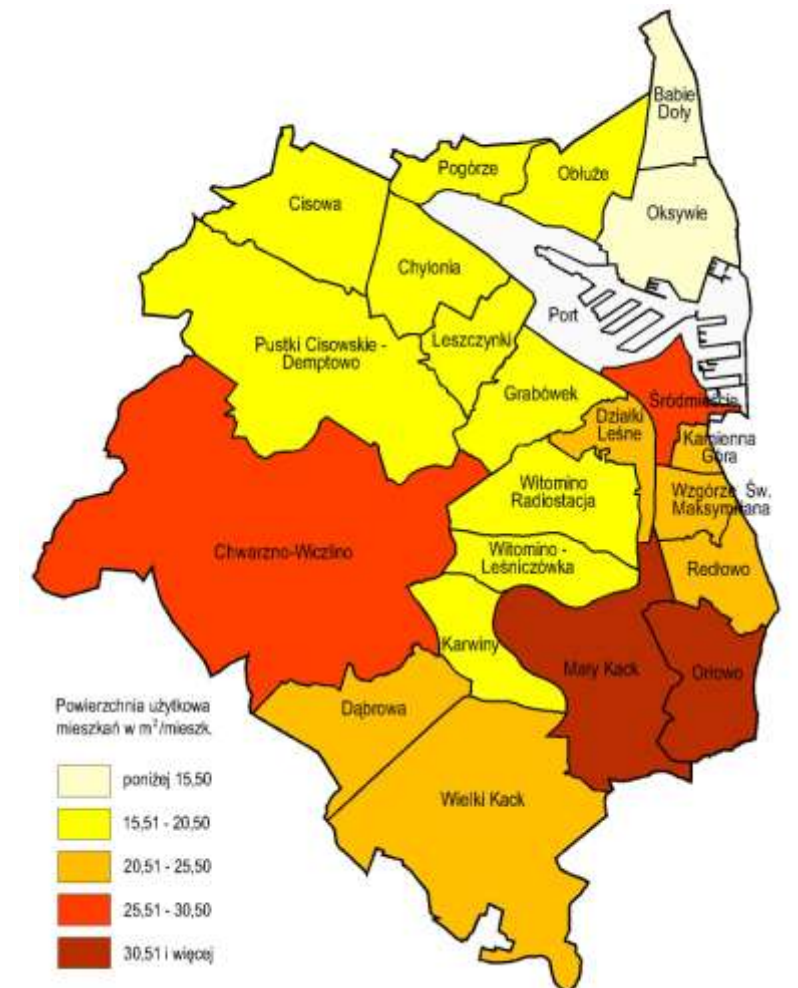 Babie
Doły
Pogórze
Obłuże
Cisowa
Oksywie
Chylonia
Port
Pustki Cisowskie -
Demptowo
Leszczynki
Grabówek
Śródmieście
Działki
Leśne
Kamienna
Góra
Witomino
Radiostacja
Wzgórze Św.
Maksymiliana
Chwarzno-Wiczlino
Witomino -
Leśniczówka
Redłowo
Karwiny
Mały Kack
Orłowo
Dąbrowa
Wielki Kack
Powierzchnia użytkowa
mieszkań w m²/mieszk.
poniżej 15,50
15,51 - 20,50
20,51 - 25,50
25,51 - 30,50
30,51 i więcej